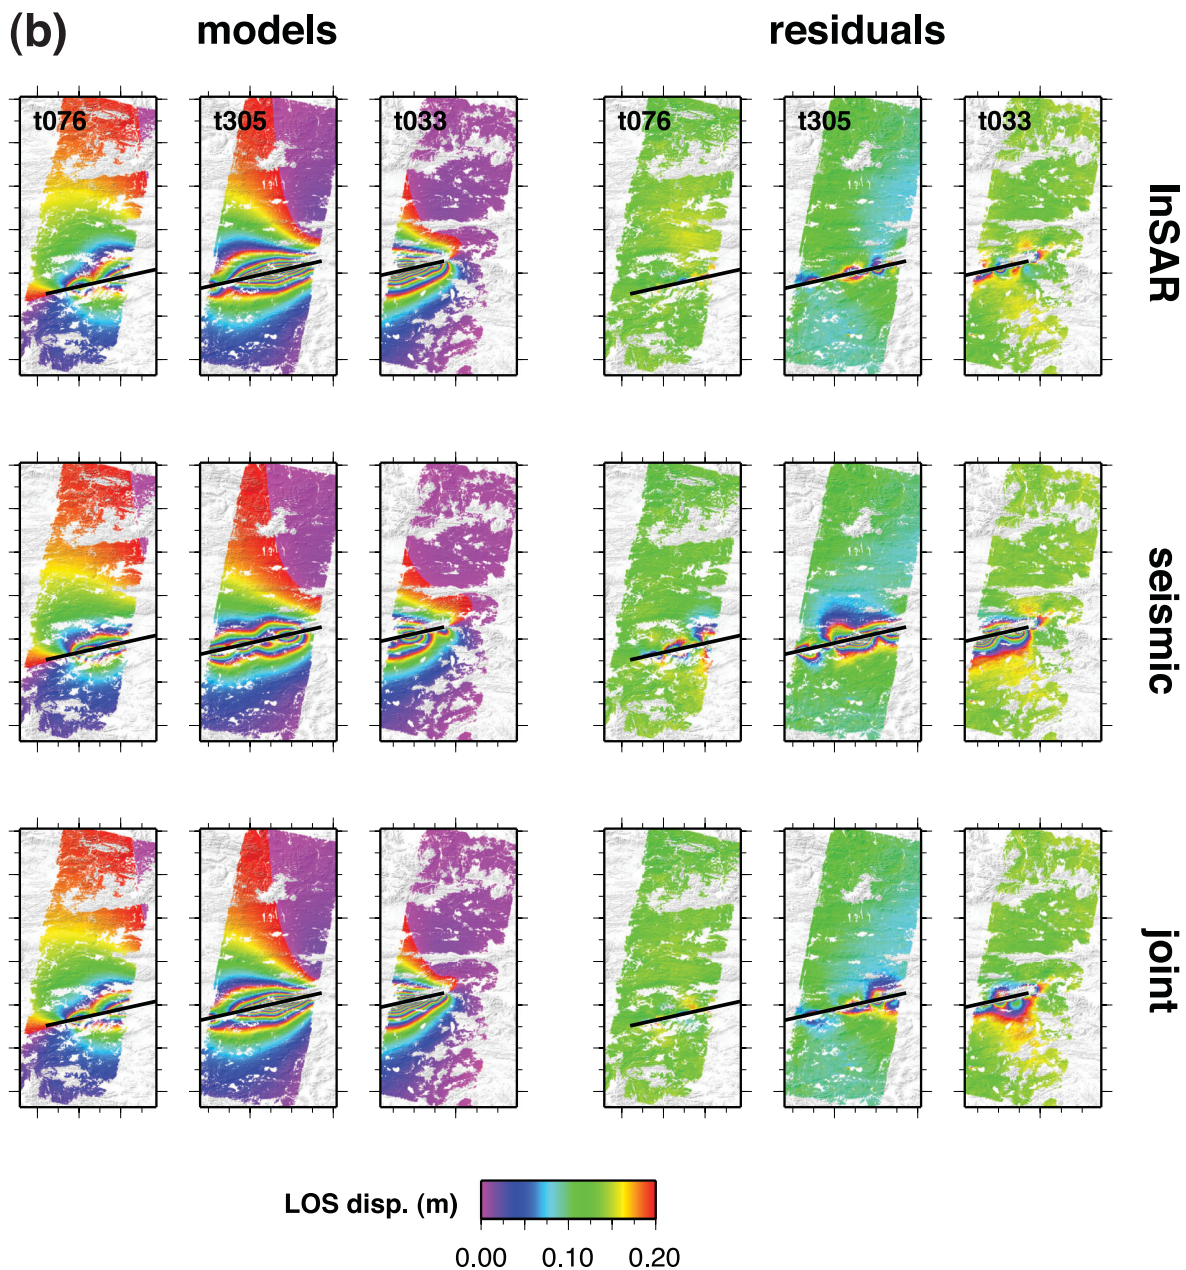 (b) models residuals
t076 t305 t033 t076 t305 t033
InSAR
seismic
joint
LOS disp. (m)
0.00 0.10 0.20